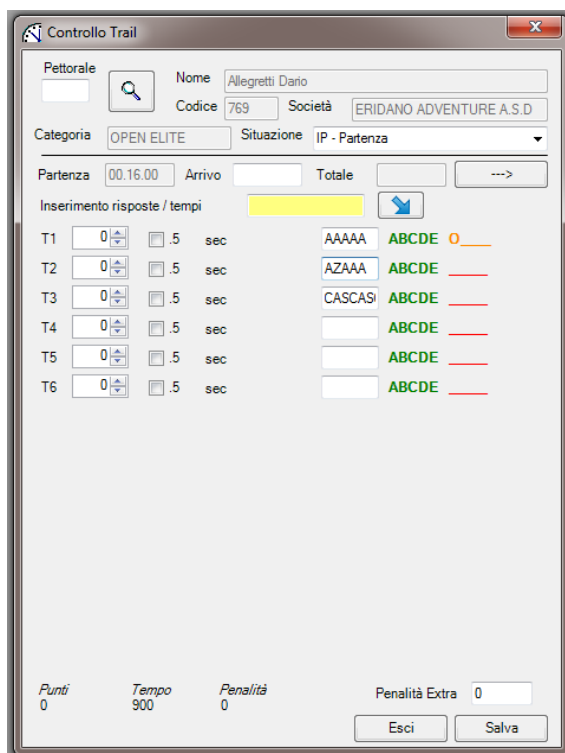 Controllo Trail
Pettorale
Nome Allegretti Dario
Codice 769 Società ERIDANO ADVENTURE A.S.D
Categoria OPEN ELITE Situazione IP - Partenza
Partenza 00.16.00 Arrivo Totale --->
Inserimento risposte / tempi
T1 0 .5 sec AAAAA ABCDE O____
T2 0 .5 sec AZAAA ABCDE _____
T3 0 .5 sec CASCAS ABCDE _____
T4 0 .5 sec ABCDE _____
T5 0 .5 sec ABCDE _____
T6 0 .5 sec ABCDE _____
Punti Tempo Penalità Penalità Extra 0
0 900 0
Esci Salva